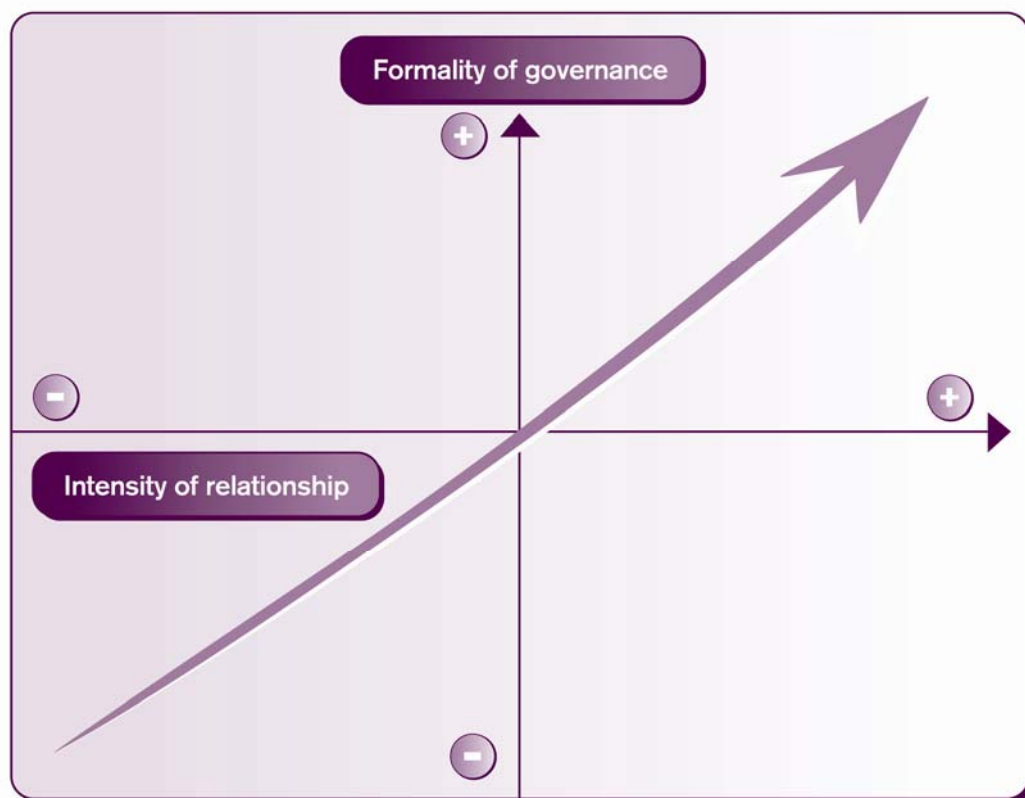 Formality of governance
+
-
+
Intensity of relationship
-